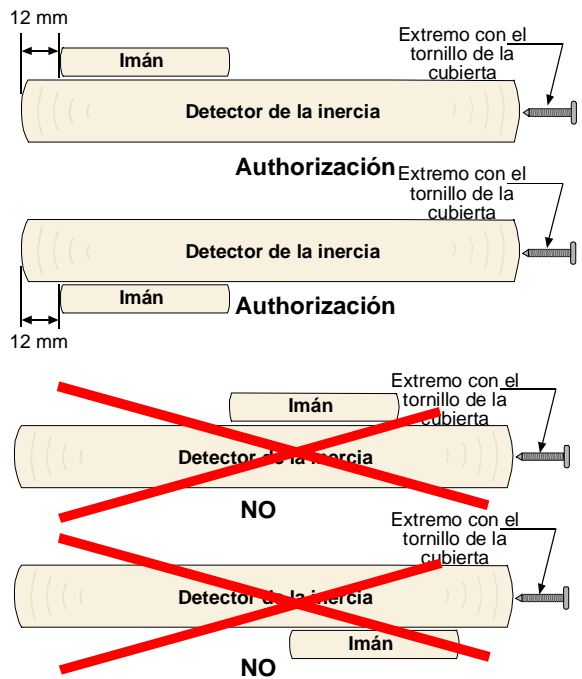 12 mm
Extremo con el
tornillo de la
cubierta
Imán
Detector de la inercia
Authorización
Extremo con el
tornillo de la
cubierta
Detector de la inercia
Imán
Authorización
12 mm
Extremo con el
tornillo de la
cubierta
Imán
Detector de la inercia
NO
Extremo con el
tornillo de la
cubierta
Detector de la inercia
Imán
NO